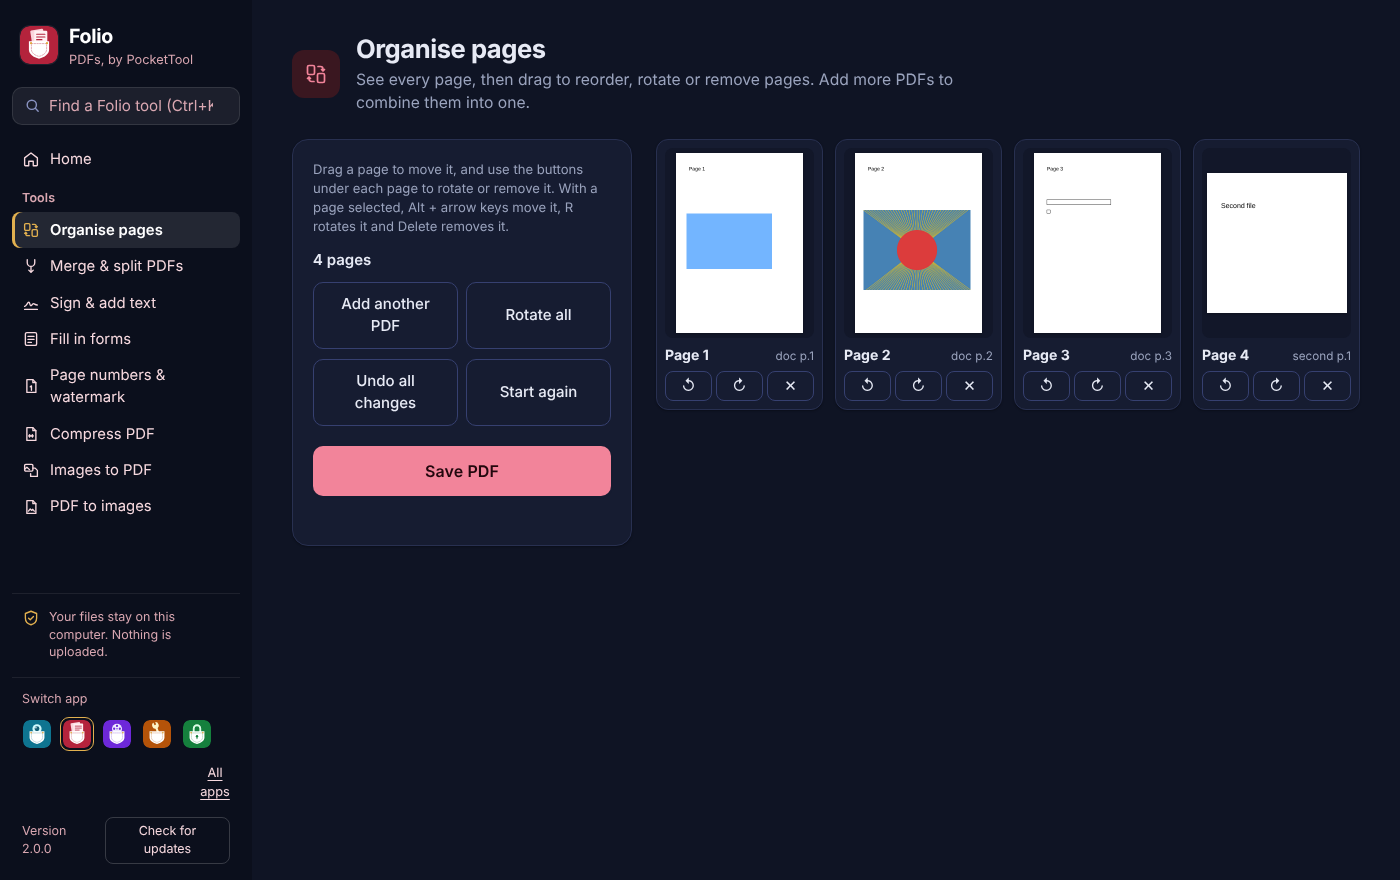 Folio
PDFs, by PocketTool
Find a Folio tool (Ctrl+K
Home
Tools
Organise pages
Merge & split PDFs
Sign & add text
Fill in forms
Page numbers &
watermark
Compress PDF
Images to PDF
PDF to images
Your files stay on this
computer. Nothing is
uploaded.
Switch app
All
apps
Version
2.0.0
Check for
updates
Organise pages
See every page, then drag to reorder, rotate or remove pages. Add more PDFs to
combine them into one.
Drag a page to move it, and use the buttons
under each page to rotate or remove it. With a
page selected, Alt + arrow keys move it, R
rotates it and Delete removes it.
4 pages
Add another
PDF
Rotate all
Undo all
changes
Start again
Save PDF
Page 1
Page 1 doc p.1
Page 2
Page 2 doc p.2
Page 3
Page 3 doc p.3
Second file
Page 4 second p.1